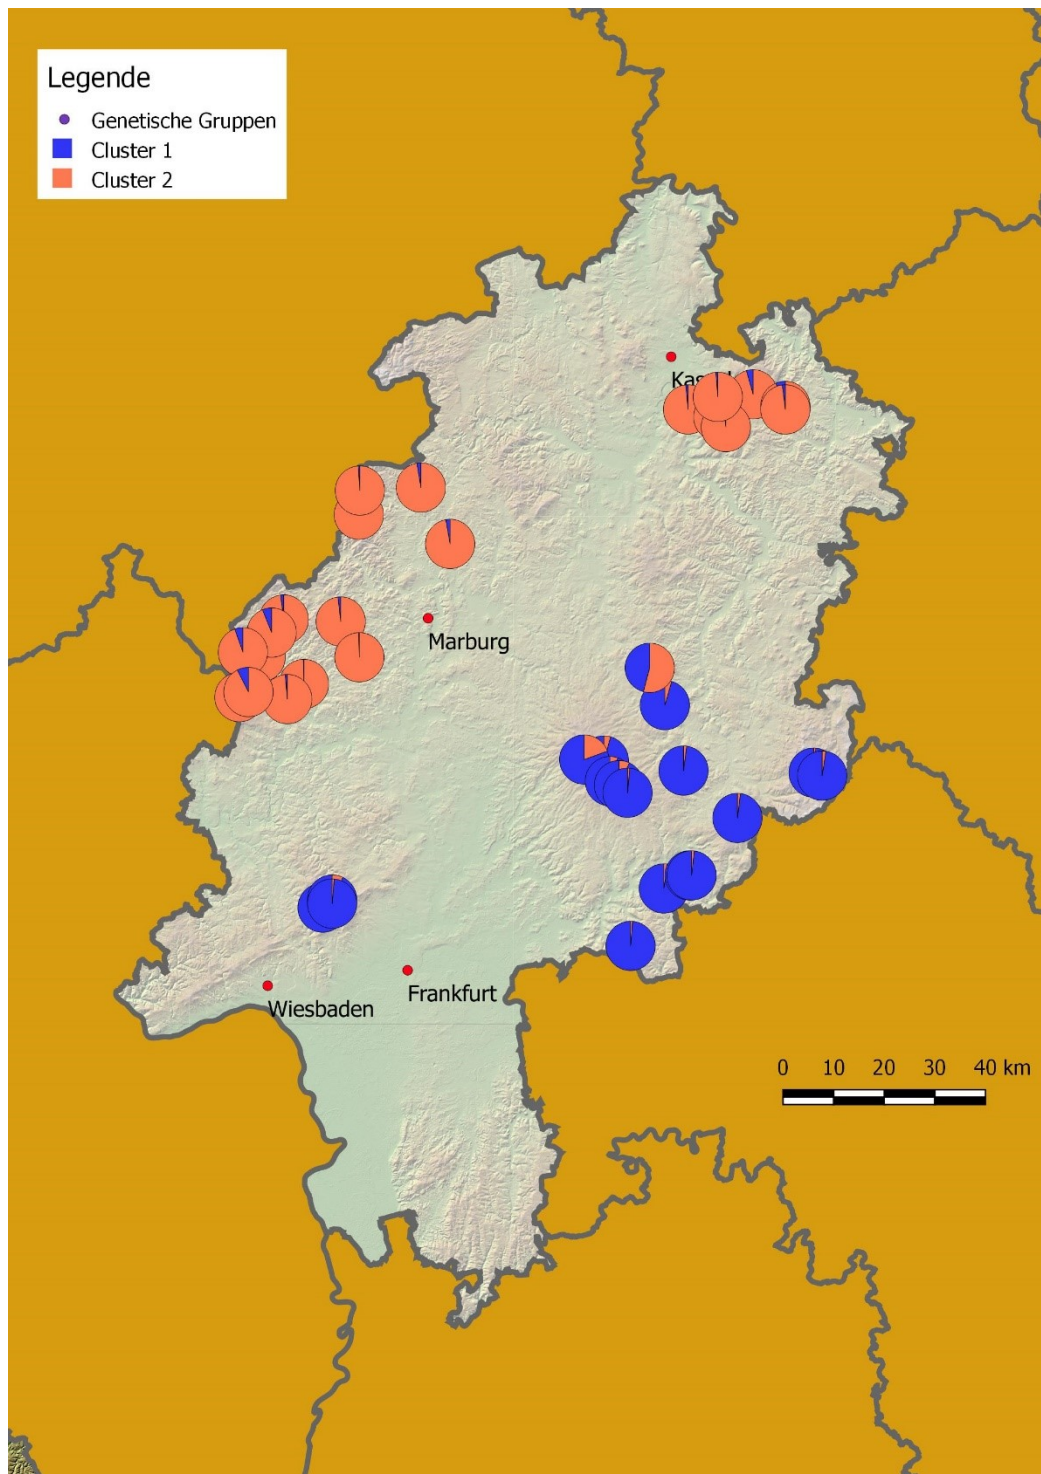 Legende
Genetische Gruppen
Cluster 1
Cluster 2
Marburg
Frankfurt
Wiesbaden
0 10 20 30 40 km